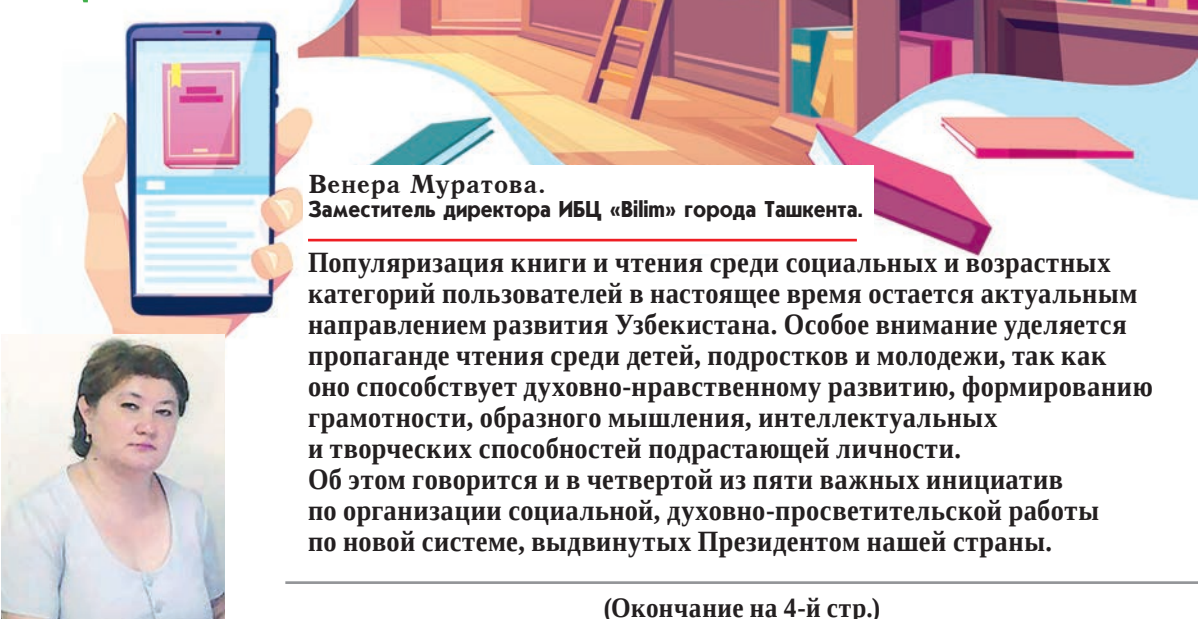 Венера Муратова.
Заместитель директора ИБЦ «Bilim» города Ташкента.
Популяризация книги и чтения среди социальных и возрастных
категорий пользователей в настоящее время остается актуальным
направлением развития Узбекистана. Особое внимание уделяется
пропаганде чтения среди детей, подростков и молодежи, так как
оно способствует духовно-нравственному развитию, формированию
грамотности, образного мышления, интеллектуальных
и творческих способностей подрастающей личности.
Об этом говорится и в четвертой из пяти важных инициатив
по организации социальной, духовно-просветительской работы
по новой системе, выдвинутых Президентом нашей страны.
(Окончание на 4-й стр.)